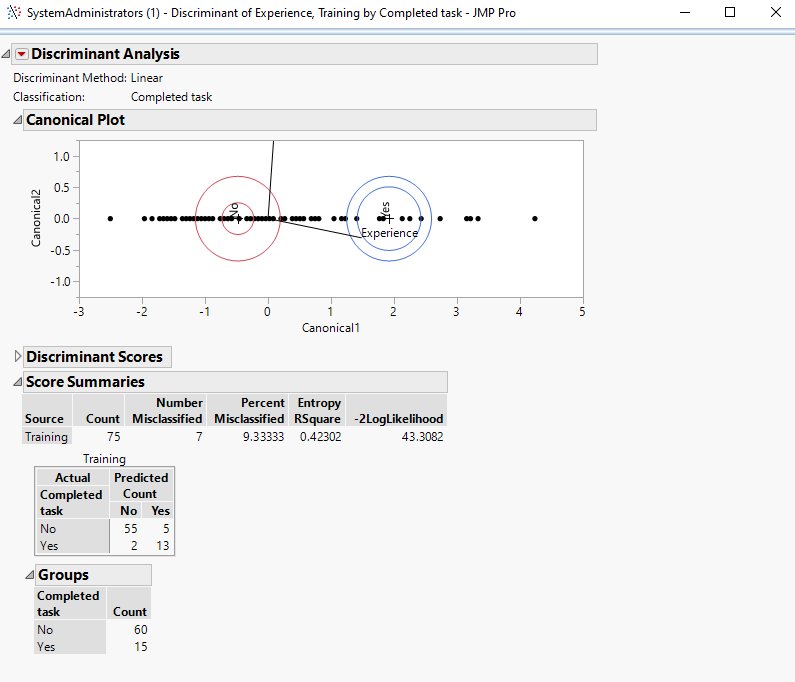 SystemAdministrators (1) - Discriminant of Experience, Training by Completed task - JMP Pro
Discriminant Analysis
Discriminant Method: Linear
Classification: Completed task
Canonical Plot
Canonical2
1.0
0.5
0.0
-0.5
-1.0
No
Yes
Experience
-3 -2 -1 0 1 2 3 4 5
Canonical1
Discriminant Scores
Score Summaries
Number Percent Entropy
Source Count Misclassified Misclassified RSquare -2LogLikelihood
Training 75 7 9.33333 0.42302 43.3082
Training
Actual Predicted
Completed Count
task No Yes
No 55 5
Yes 2 13
Groups
Completed
task Count
No 60
Yes 15